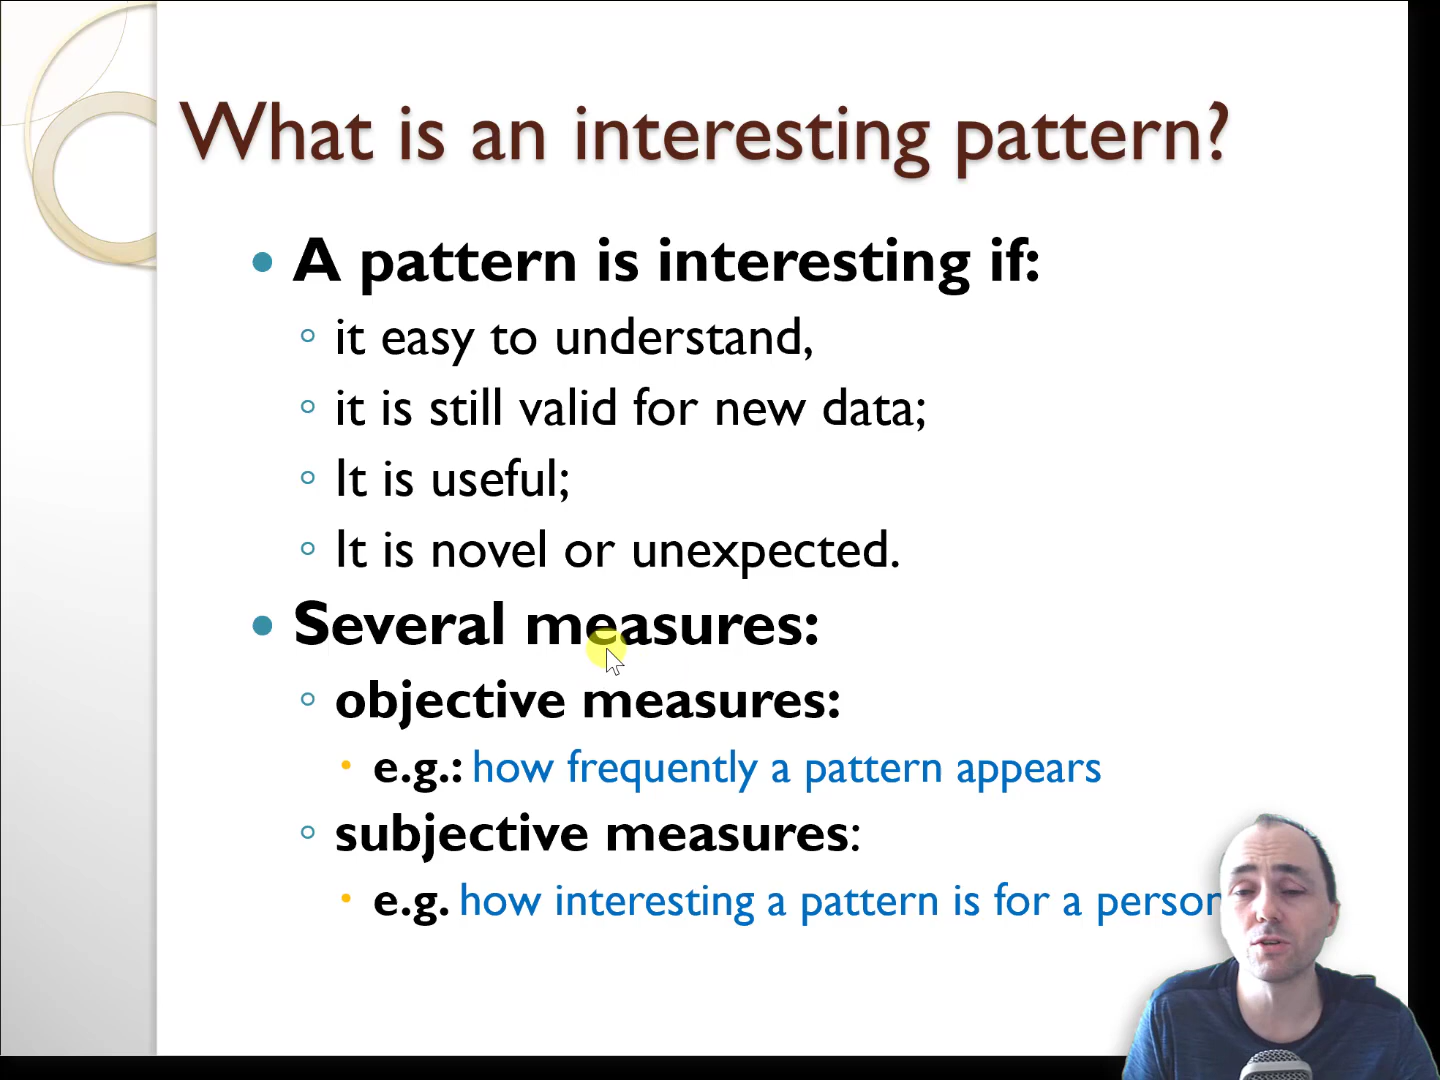 What is an interesting pattern?
A pattern is interesting if:
it easy to understand,
it is still valid for new data;
It is useful;
It is novel or unexpected.
Several measures:
objective measures:
e.g.: how frequently a pattern appears
subjective measures:
e.g. how interesting a pattern is for a person